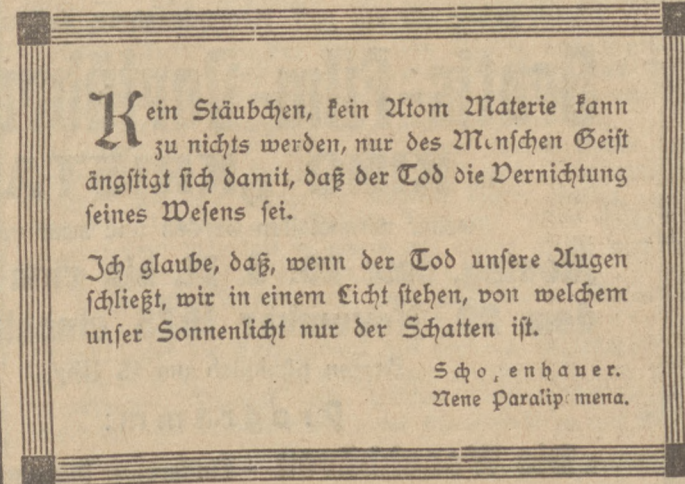 Kein Stäubchen, kein Atom Materie kann
zu nichts werden, nur des Menschen Geist
ängstigt sich damit, daß der Tod die Vernichtung
seines Wesens sei.
Ich glaube, daß, wenn der Tod unsere Augen
schließt, wir in einem Licht stehen, von welchem
unser Sonnenlicht nur der Schatten ist.
Schopenhauer.
Nene Paralipomena.